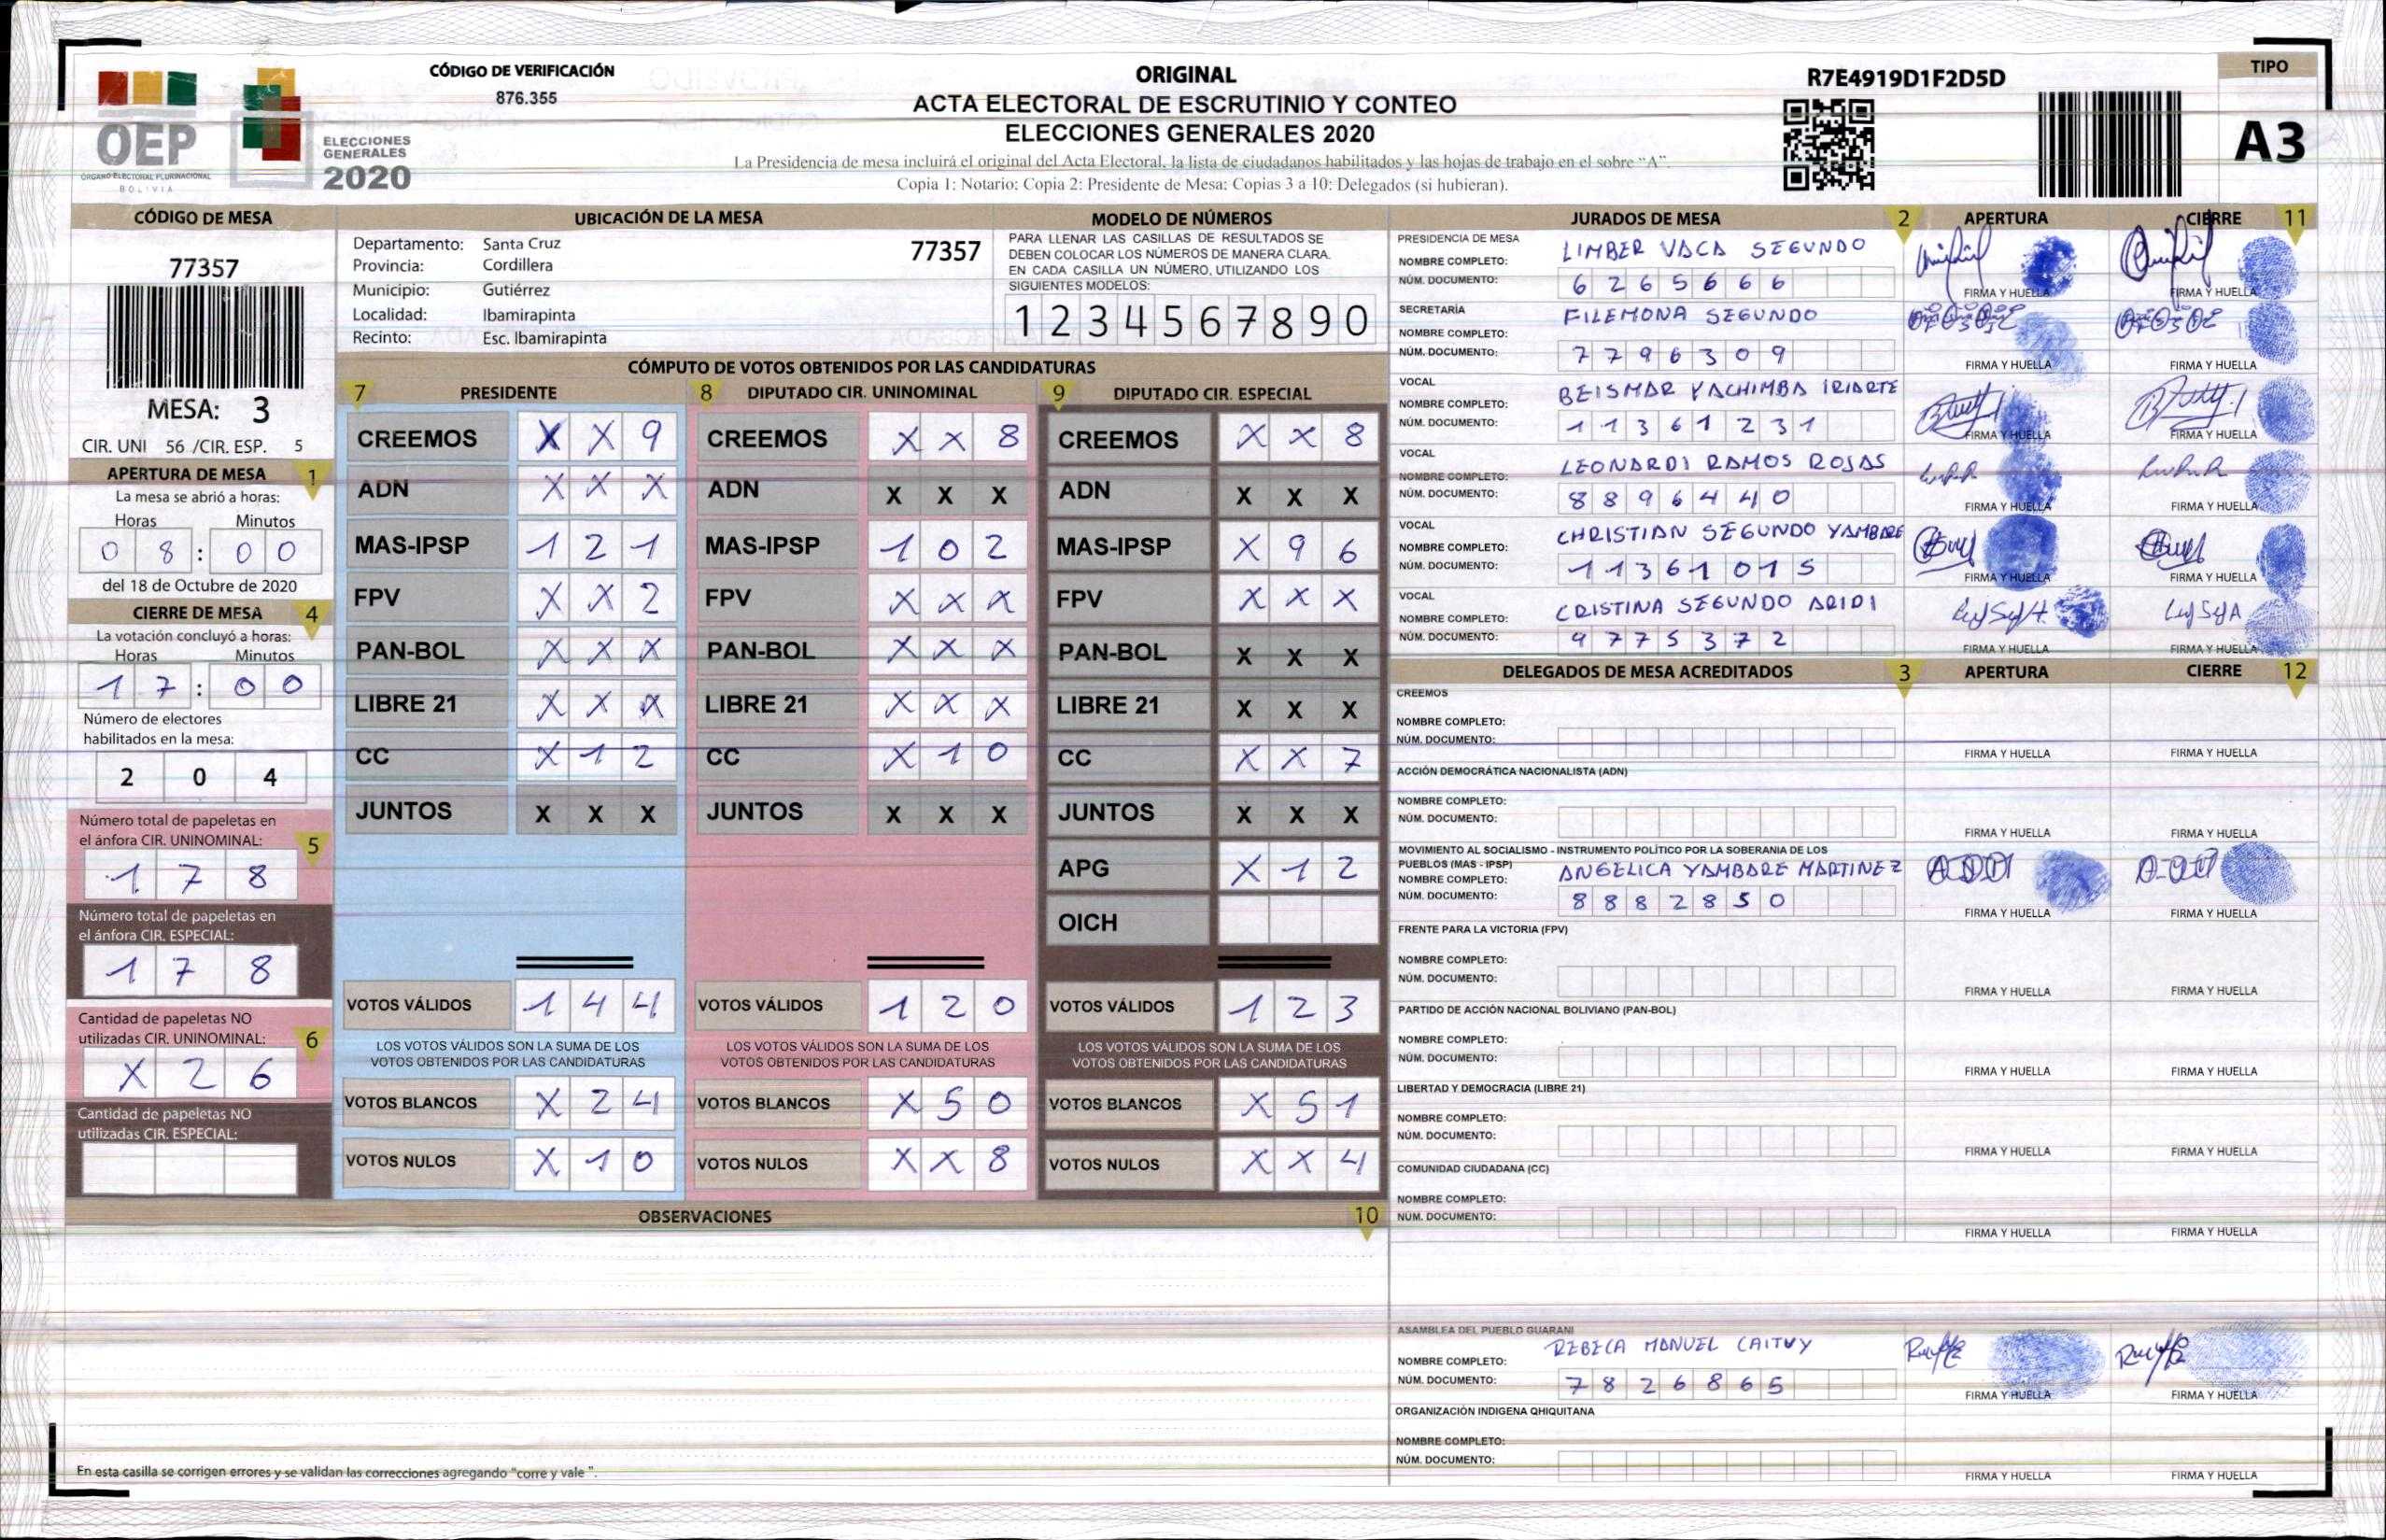 CÓDIGO DE VERIFICACIÓN
876.355
OEP
ÓRGANO ELECTORAL PLURINACIONAL
BOLIVIA
ELECCIONES
GENERALES
2020
ORIGINAL
ACTA ELECTORAL DE ESCRUTINIO Y CONTEO
ELECCIONES GENERALES 2020
La Presidencia de mesa incluirá el original del Acta Electoral, la lista de ciudadanos habilitados y las hojas de trabajo en el sobre "A".
Copia 1: Notario: Copia 2: Presidente de Mesa: Copias 3 a 10: Delegados (si hubieran).
R7E4919D1F2D5D
TIPO
A3
CÓDIGO DE MESA
77357
MESA: 3
CIR. UNI 56 /CIR. ESP. 5
APERTURA DE MESA 1
La mesa se abrió a horas:
Horas Minutos
0 8 : 0 0
del 18 de Octubre de 2020
CIERRE DE MESA 4
La votación concluyó a horas:
Horas Minutos
1 7 : 0 0
Número de electores
habilitados en la mesa:
2 0 4
Número total de papeletas en
el ánfora CIR. UNINOMINAL: 5
1 7 8
Número total de papeletas en
el ánfora CIR. ESPECIAL:
1 7 8
Cantidad de papeletas NO
utilizadas CIR. UNINOMINAL: 6
X 2 6
Cantidad de papeletas NO
utilizadas CIR. ESPECIAL:
UBICACIÓN DE LA MESA
Departamento: Santa Cruz 77357
Provincia: Cordillera
Municipio: Gutiérrez
Localidad: Ibamirapinta
Recinto: Esc. Ibamirapinta
MODELO DE NÚMEROS
PARA LLENAR LAS CASILLAS DE RESULTADOS SE
DEBEN COLOCAR LOS NÚMEROS DE MANERA CLARA.
EN CADA CASILLA UN NÚMERO, UTILIZANDO LOS
SIGUIENTES MODELOS:
1 2 3 4 5 6 7 8 9 0
CÓMPUTO DE VOTOS OBTENIDOS POR LAS CANDIDATURAS
7 PRESIDENTE 8 DIPUTADO CIR. UNINOMINAL 9 DIPUTADO CIR. ESPECIAL
CREEMOS X X 9 CREEMOS X X 8 CREEMOS X X 8
ADN X X X ADN X X X ADN X X X
MAS-IPSP 1 2 1 MAS-IPSP 1 0 2 MAS-IPSP X 9 6
FPV X X 2 FPV X X X FPV X X X
PAN-BOL X X X PAN-BOL X X X PAN-BOL X X X
LIBRE 21 X X X LIBRE 21 X X X LIBRE 21 X X X
CC X 1 2 CC X 1 0 CC X X 7
JUNTOS X X X JUNTOS X X X JUNTOS X X X
APG X 1 2
OICH
VOTOS VÁLIDOS 1 4 4 VOTOS VÁLIDOS 1 2 0 VOTOS VÁLIDOS 1 2 3
LOS VOTOS VÁLIDOS SON LA SUMA DE LOS LOS VOTOS VÁLIDOS SON LA SUMA DE LOS LOS VOTOS VÁLIDOS SON LA SUMA DE LOS
VOTOS OBTENIDOS POR LAS CANDIDATURAS VOTOS OBTENIDOS POR LAS CANDIDATURAS VOTOS OBTENIDOS POR LAS CANDIDATURAS
VOTOS BLANCOS X 2 4 VOTOS BLANCOS X 5 0 VOTOS BLANCOS X 5 1
VOTOS NULOS X 1 0 VOTOS NULOS X X 8 VOTOS NULOS X X 4
OBSERVACIONES 10
En esta casilla se corrigen errores y se validan las correcciones agregando "corre y vale ".
JURADOS DE MESA 2 APERTURA CIERRE 11
PRESIDENCIA DE MESA
NOMBRE COMPLETO: LIMBER VACA SEGUNDO
NÚM. DOCUMENTO: 6 2 6 5 6 6 6
FIRMA Y HUELLA FIRMA Y HUELLA
SECRETARÍA
NOMBRE COMPLETO: FILEMONA SEGUNDO
NÚM. DOCUMENTO: 7 7 9 6 3 0 9
FIRMA Y HUELLA FIRMA Y HUELLA
VOCAL
NOMBRE COMPLETO: BEISMAR YACHIMBA IRIARTE
NÚM. DOCUMENTO: 1 1 3 6 1 2 3 1
FIRMA Y HUELLA FIRMA Y HUELLA
VOCAL
NOMBRE COMPLETO: LEONARDI RAMOS ROJAS
NÚM. DOCUMENTO: 8 8 9 6 4 4 0
FIRMA Y HUELLA FIRMA Y HUELLA
VOCAL
NOMBRE COMPLETO: CHRISTIAN SEGUNDO YAMBARE
NÚM. DOCUMENTO: 1 1 3 6 1 0 1 5
FIRMA Y HUELLA FIRMA Y HUELLA
VOCAL
NOMBRE COMPLETO: CRISTINA SEGUNDO ARIDI
NÚM. DOCUMENTO: 9 7 7 5 3 7 2
FIRMA Y HUELLA FIRMA Y HUELLA
DELEGADOS DE MESA ACREDITADOS 3 APERTURA CIERRE 12
CREEMOS
NOMBRE COMPLETO:
NÚM. DOCUMENTO:
FIRMA Y HUELLA FIRMA Y HUELLA
ACCIÓN DEMOCRÁTICA NACIONALISTA (ADN)
NOMBRE COMPLETO:
NÚM. DOCUMENTO:
FIRMA Y HUELLA FIRMA Y HUELLA
MOVIMIENTO AL SOCIALISMO - INSTRUMENTO POLÍTICO POR LA SOBERANIA DE LOS
PUEBLOS (MAS - IPSP)
NOMBRE COMPLETO: ANGELICA YAMBARE MARTINEZ
NÚM. DOCUMENTO: 8 8 8 2 8 5 0
FIRMA Y HUELLA FIRMA Y HUELLA
FRENTE PARA LA VICTORIA (FPV)
NOMBRE COMPLETO:
NÚM. DOCUMENTO:
FIRMA Y HUELLA FIRMA Y HUELLA
PARTIDO DE ACCIÓN NACIONAL BOLIVIANO (PAN-BOL)
NOMBRE COMPLETO:
NÚM. DOCUMENTO:
FIRMA Y HUELLA FIRMA Y HUELLA
LIBERTAD Y DEMOCRACIA (LIBRE 21)
NOMBRE COMPLETO:
NÚM. DOCUMENTO:
FIRMA Y HUELLA FIRMA Y HUELLA
COMUNIDAD CIUDADANA (CC)
NOMBRE COMPLETO:
NÚM. DOCUMENTO:
FIRMA Y HUELLA FIRMA Y HUELLA
ASAMBLEA DEL PUEBLO GUARANI
NOMBRE COMPLETO: REBECA MANUEL CAITUY
NÚM. DOCUMENTO: 7 8 2 6 8 6 5
FIRMA Y HUELLA FIRMA Y HUELLA
ORGANIZACIÓN INDIGENA QHIQUITANA
NOMBRE COMPLETO:
NÚM. DOCUMENTO:
FIRMA Y HUELLA FIRMA Y HUELLA